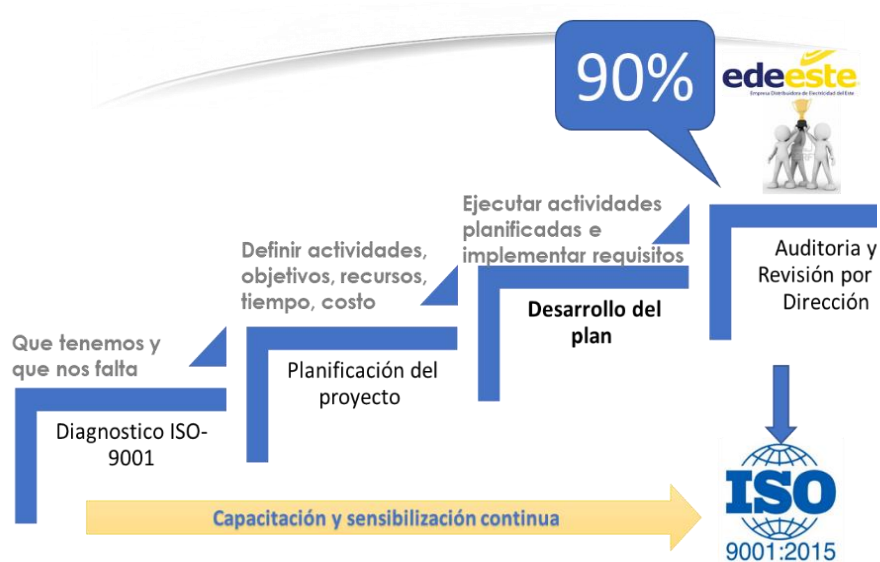 90%
edeeste
Empresa Distribuidora de Electricidad del Este
Ejecutar actividades
planificadas e
implementar requisitos
Auditoria y
Revisión por
Dirección
Definir actividades,
objetivos, recursos,
tiempo, costo
Desarrollo del
plan
Que tenemos y
que nos falta
Planificación del
proyecto
Diagnostico ISO-
9001
Capacitación y sensibilización continua
ISO
9001:2015